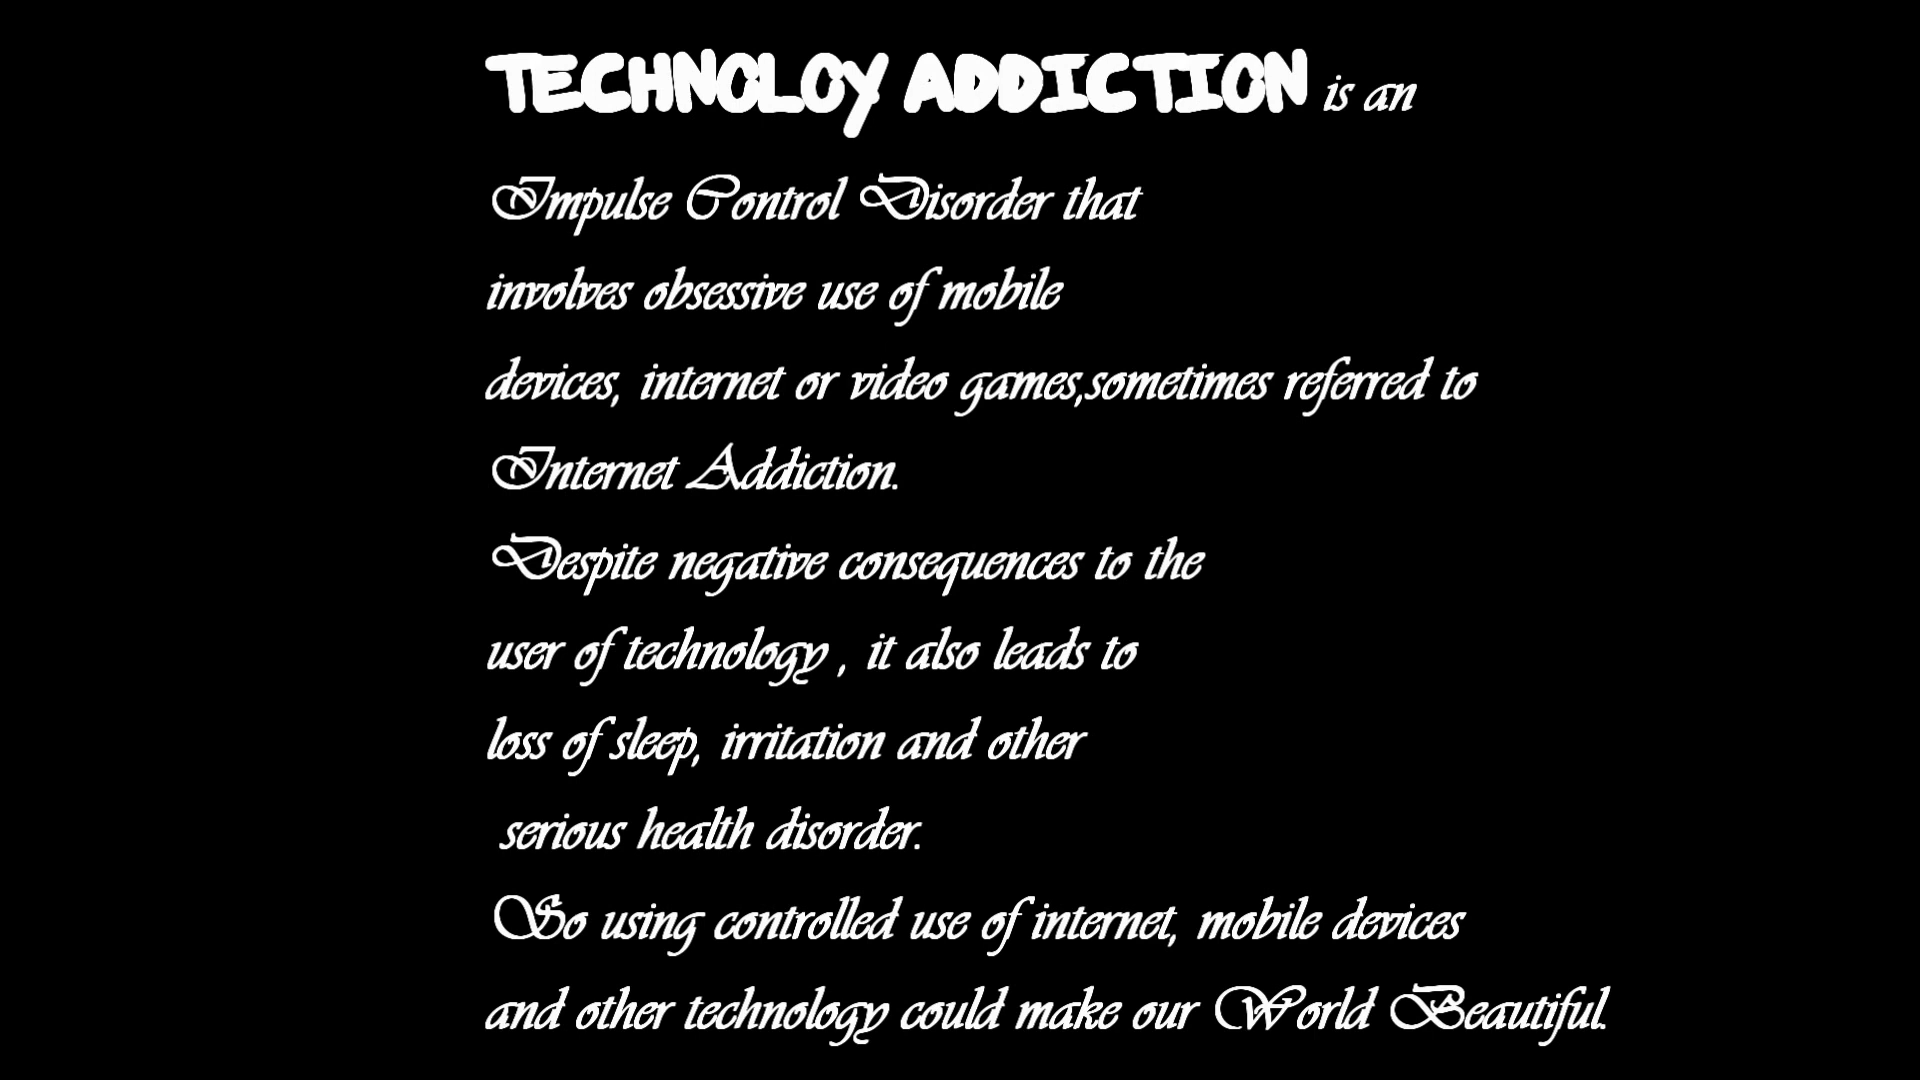 TECHNOLOY ADDICTION is an
Impulse Control Disorder that
involves obsessive use of mobile
devices, internet or video games,sometimes referred to
Internet Addiction.
Despite negative consequences to the
user of technology , it also leads to
loss of sleep, irritation and other
serious health disorder.
So using controlled use of internet, mobile devices
and other technology could make our World Beautiful.